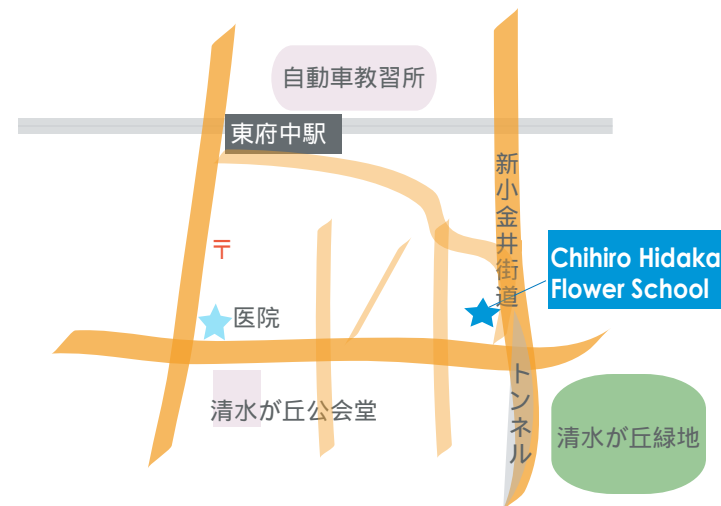 自動車教習所
東府中駅
新小金井街道
〒
Chihiro Hidaka
Flower School
医院
トンネル
清水が丘公会堂
清水が丘緑地